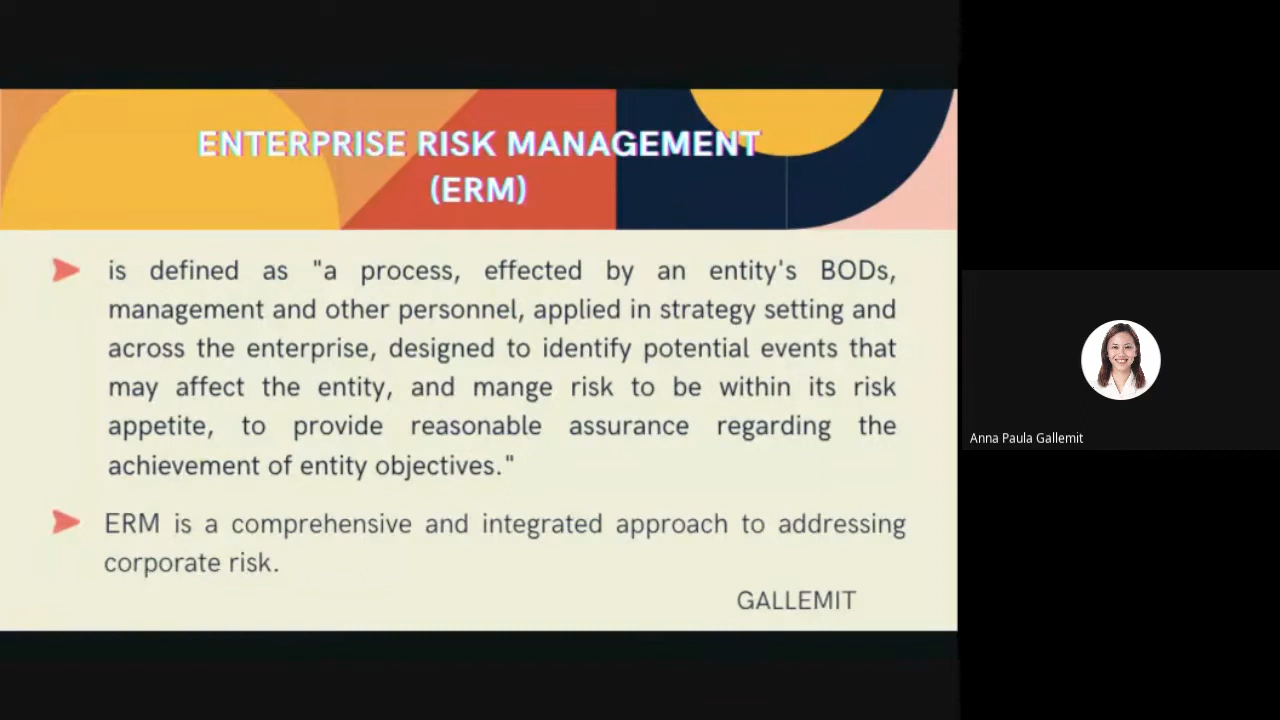 ENTERPRISE RISK MANAGEMENT
(ERM)
is defined as "a process, effected by an entity's BODs,
management and other personnel, applied in strategy setting and
across the enterprise, designed to identify potential events that
may affect the entity, and mange risk to be within its risk
appetite, to provide reasonable assurance regarding the
achievement of entity objectives."
ERM is a comprehensive and integrated approach to addressing
corporate risk.
GALLEMIT
Anna Paula Gallemit